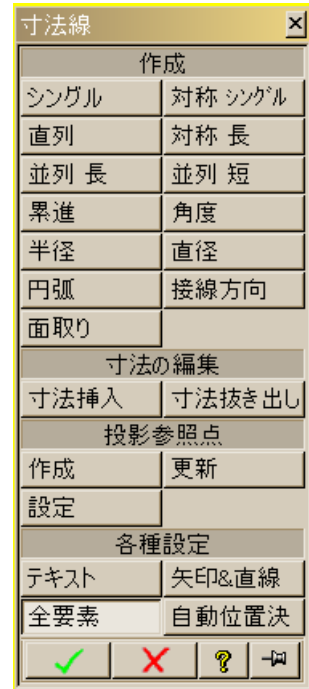 寸法線
作成
シングル 対称 シングル
直列 対称 長
並列 長 並列 短
累進 角度
半径 直径
円弧 接線方向
面取り
寸法の編集
寸法挿入 寸法抜き出し
投影参照点
作成 更新
設定
各種設定
テキスト 矢印&直線
全要素 自動位置決